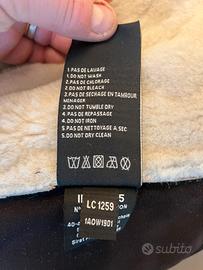 1.PAS DE LAVAGE
1.DO NOT WASH
2.PAS DE CHLORAGE
2.DO NOT BLEACH
3.PAS DE SECHAGE EN TAMBOUR
MENAGER
3.DO NOT TUMBLE DRY
4.PAS DE REPASSAGE
4.DO NOT IRON
5.PAS DE NETTOYAGE A.SEC
5.DO NOT DRY CLEAN
LC 1259
1AOW1901
subito